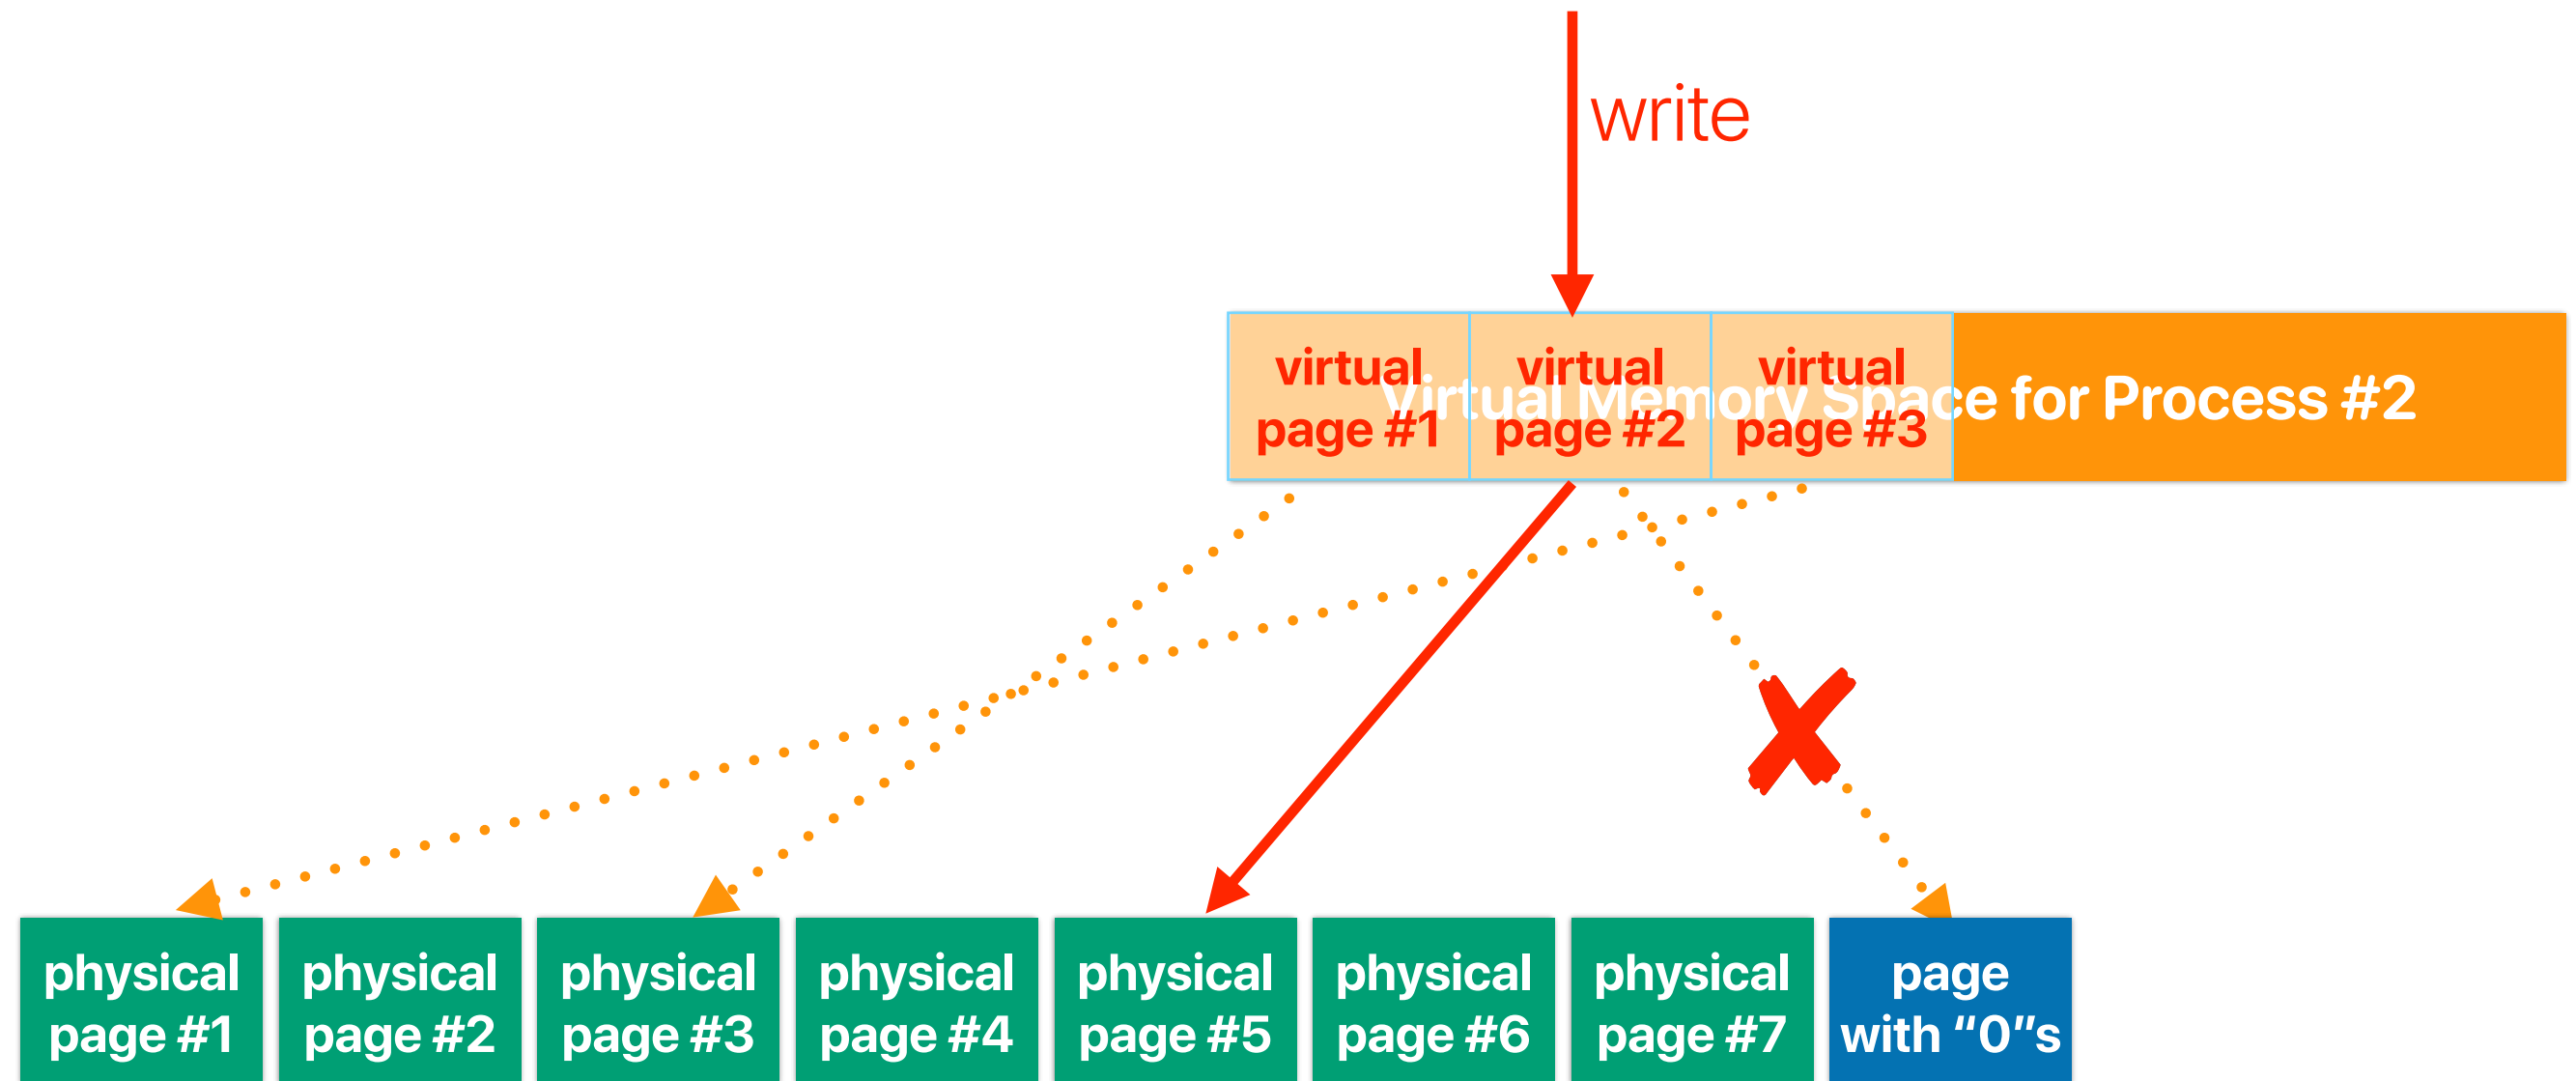 write
virtual
page #1
virtual
page #2
virtual
page #3
Virtual Memory Space for Process #2
physical
page #1
physical
page #2
physical
page #3
physical
page #4
physical
page #5
physical
page #6
physical
page #7
page
with “0”s